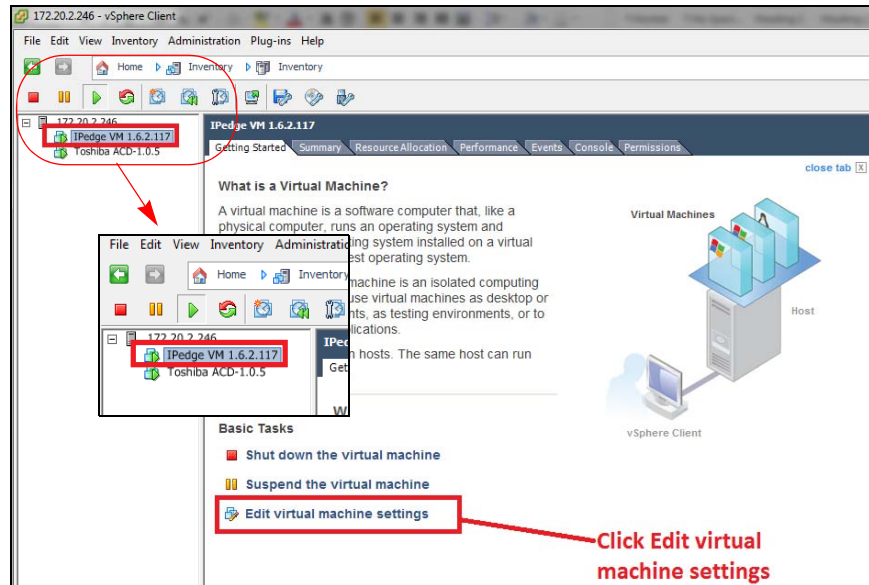 172.20.2.246 - vSphere Client
File Edit View Inventory Administration Plug-ins Help
Home Inventory Inventory
172.20.2.246
IPedge VM 1.6.2.117
Toshiba ACD-1.0.5
IPedge VM 1.6.2.117
Getting Started Summary Resource Allocation Performance Events Console Permissions
close tab X
What is a Virtual Machine?
A virtual machine is a software computer that, like a
physical computer, runs an operating system and
ing system installed on a virtual
est operating system.
machine is an isolated computing
use virtual machines as desktop or
nts, as testing environments, or to
lications.
n hosts. The same host can run
Virtual Machines
Host
vSphere Client
File Edit View Inventory Administratio
Home Inventory
172.20.2.246
IPedge VM 1.6.2.117
Toshiba ACD-1.0.5
IPed
Get
W
Basic Tasks
Shut down the virtual machine
Suspend the virtual machine
Edit virtual machine settings
Click Edit virtual
machine settings